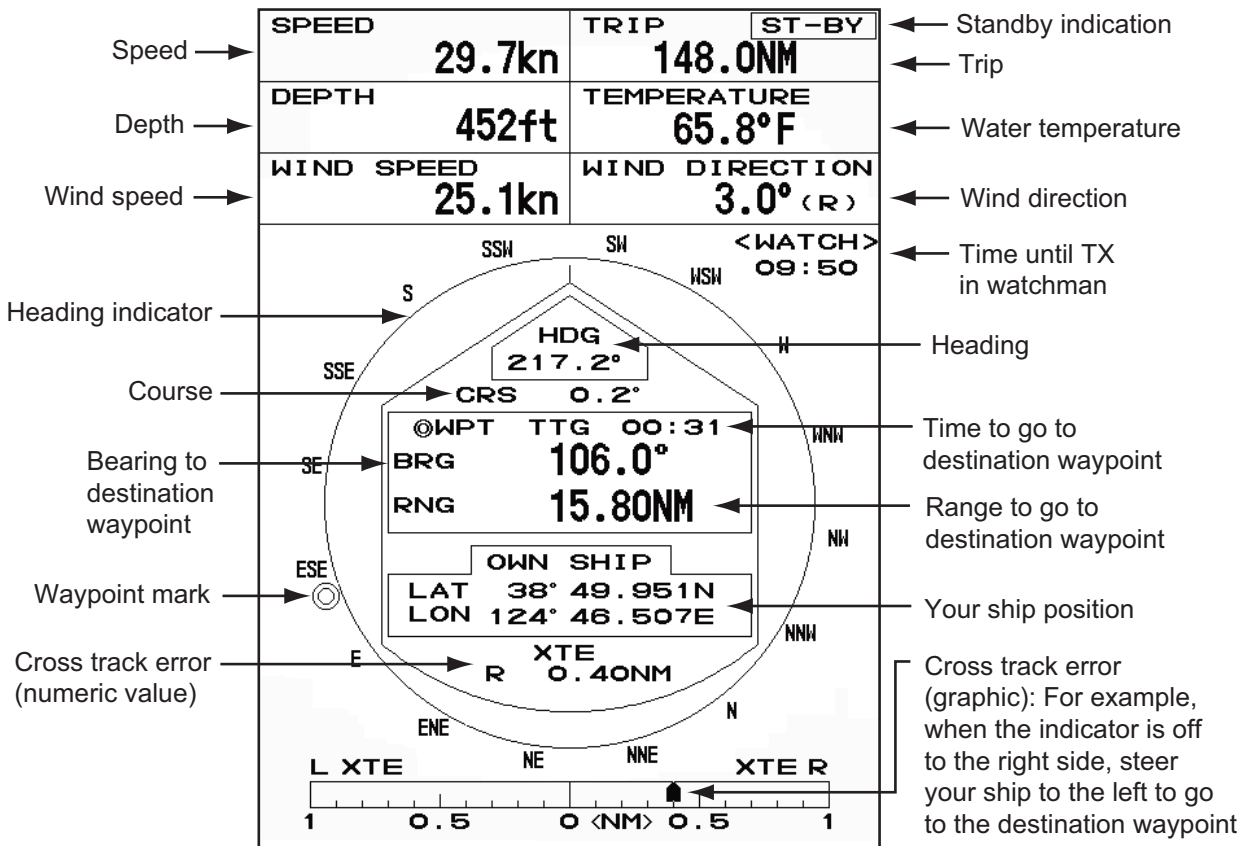 SPEED
29.7kn
TRIP
ST-BY
148.0NM
DEPTH
452ft
TEMPERATURE
65.8°F
WIND SPEED
25.1kn
WIND DIRECTION
3.0° (R)
<WATCH>
09:50
SSW
SW
WSW
S
W
SSE
WNW
SE
NW
ESE
NNW
E
N
ENE
NE
NNE
HDG
217.2°
CRS 0.2°
◎WPT TTG 00:31
BRG 106.0°
RNG 15.80NM
OWN SHIP
LAT 38° 49.951N
LON 124° 46.507E
XTE
R 0.40NM
L XTE
XTE R
1 0.5 0 <NM> 0.5 1
Speed
Depth
Wind speed
Heading indicator
Course
Bearing to
destination
waypoint
Waypoint mark
Cross track error
(numeric value)
Standby indication
Trip
Water temperature
Wind direction
Time until TX
in watchman
Heading
Time to go to
destination waypoint
Range to go to
destination waypoint
Your ship position
Cross track error
(graphic): For example,
when the indicator is off
to the right side, steer
your ship to the left to go
to the destination waypoint